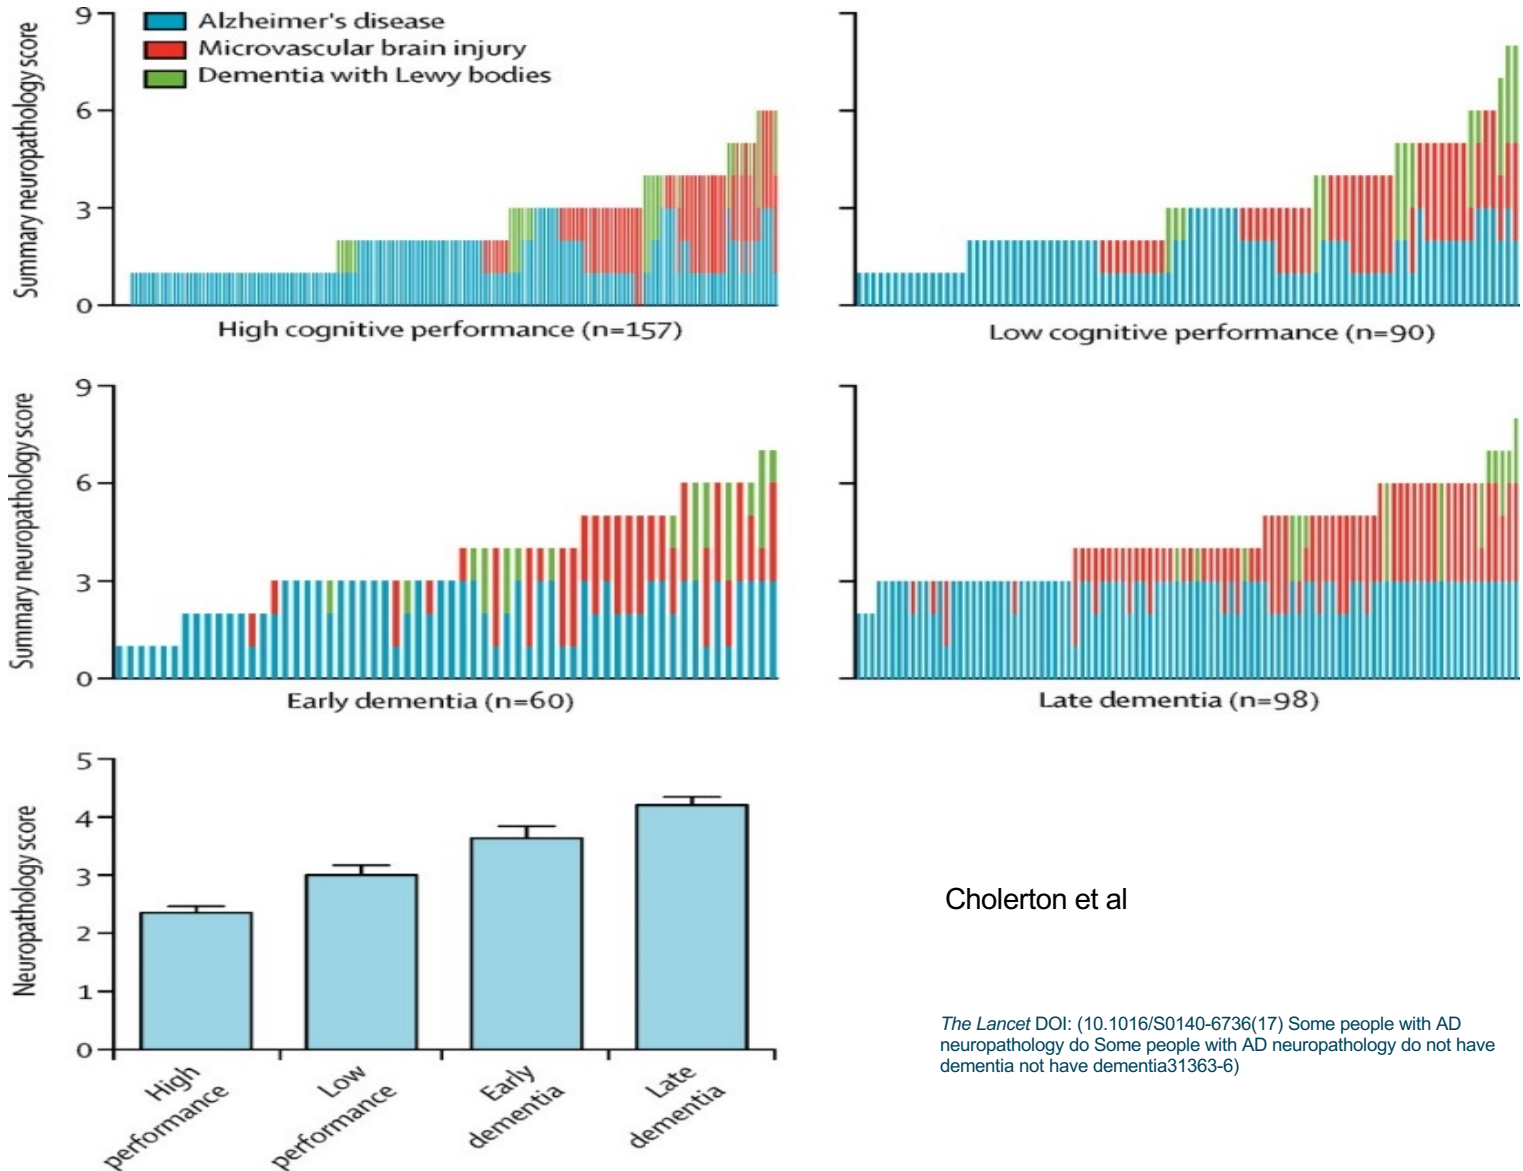 9
6
3
0
Summary neuropathology score
Alzheimer's disease
Microvascular brain injury
Dementia with Lewy bodies
High cognitive performance (n=157)
Low cognitive performance (n=90)
9
6
3
0
Summary neuropathology score
Early dementia (n=60)
Late dementia (n=98)
5
4
3
2
1
0
Neuropathology score
High
performance
Low
performance
Early
dementia
Late
dementia
Cholerton et al
The Lancet DOI: (10.1016/S0140-6736(17) Some people with AD
neuropathology do Some people with AD neuropathology do not have
dementia not have dementia31363-6)